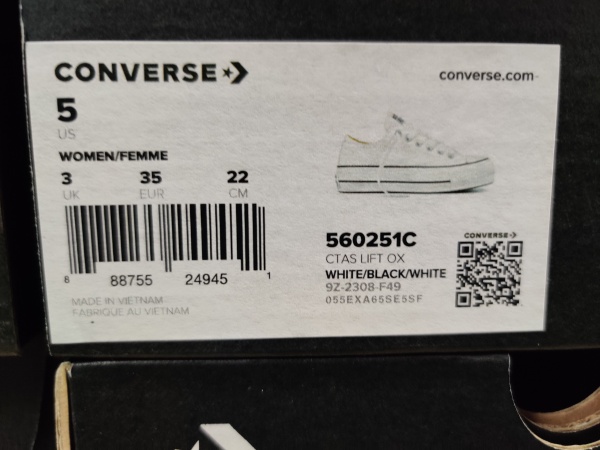 CONVERSE
converse.com
5
US
WOMEN/FEMME
3 35 22
UK EUR CM
8 88755 24945 1
MADE IN VIETNAM
FABRIQUE AU VIETNAM
560251C
CTAS LIFT OX
WHITE/BLACK/WHITE
9Z-2308-F49
055EXA65SE5SF
CONVERSE